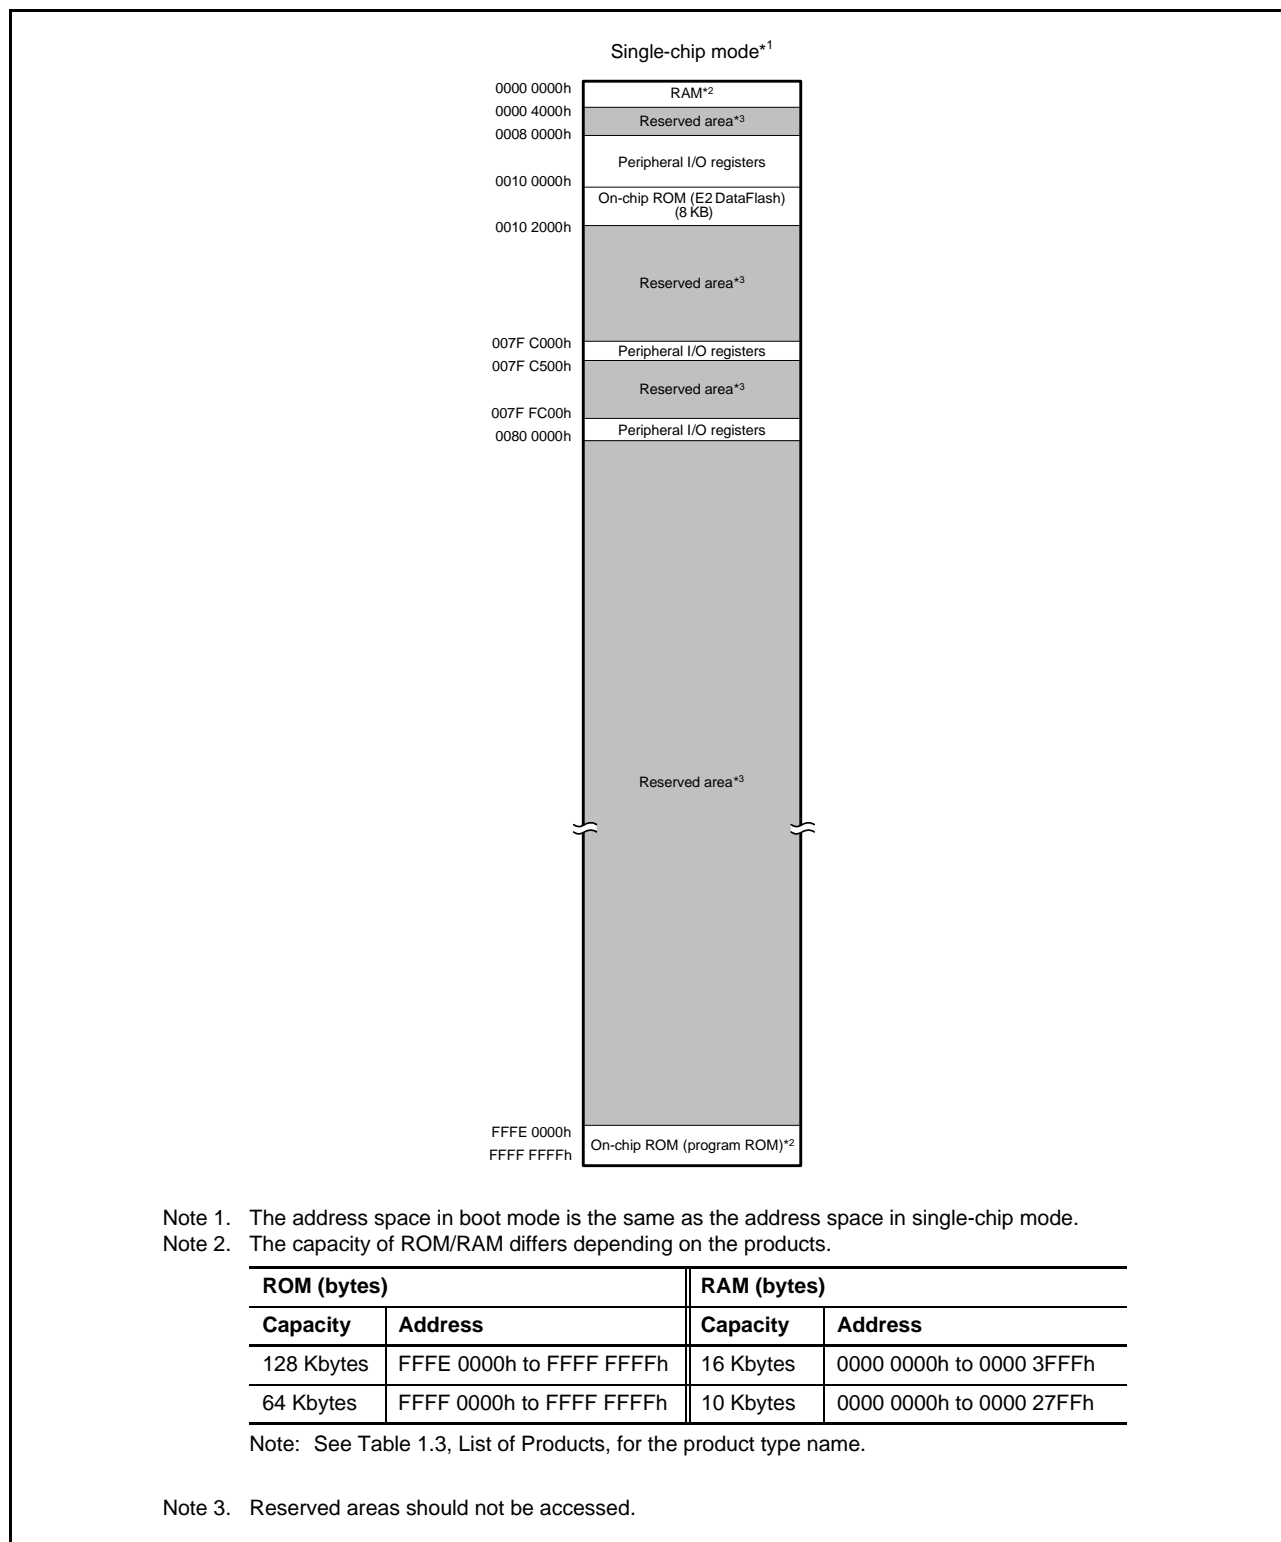 Single-chip mode*1
0000 0000h
RAM*2
0000 4000h
Reserved area*3
0008 0000h
Peripheral I/O registers
0010 0000h
On-chip ROM (E2 DataFlash)
(8 KB)
0010 2000h
Reserved area*3
007F C000h
Peripheral I/O registers
007F C500h
Reserved area*3
007F FC00h
Peripheral I/O registers
0080 0000h
Reserved area*3
FFFE 0000h
On-chip ROM (program ROM)*2
FFFF FFFFh
Note 1. The address space in boot mode is the same as the address space in single-chip mode.
Note 2. The capacity of ROM/RAM differs depending on the products.
ROM (bytes) RAM (bytes)
Capacity Address Capacity Address
128 Kbytes FFFE 0000h to FFFF FFFFh 16 Kbytes 0000 0000h to 0000 3FFFh
64 Kbytes FFFF 0000h to FFFF FFFFh 10 Kbytes 0000 0000h to 0000 27FFh
Note: See Table 1.3, List of Products, for the product type name.
Note 3. Reserved areas should not be accessed.